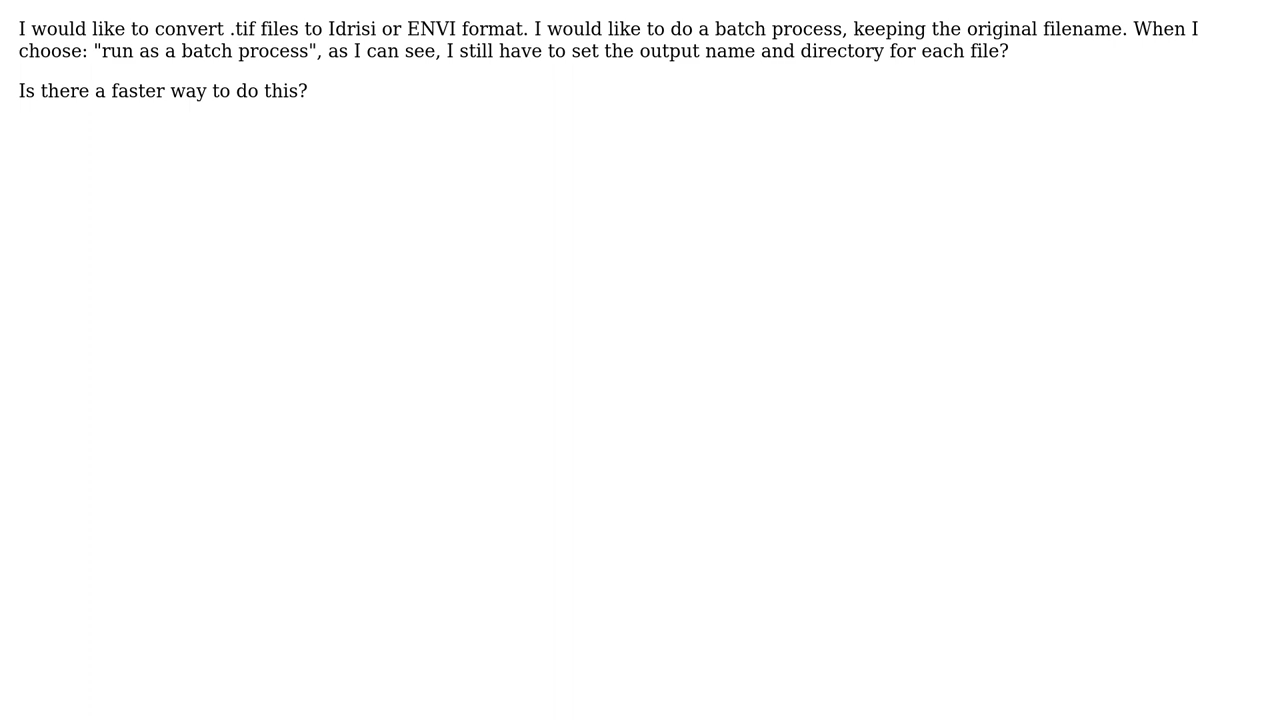 I would like to convert .tif files to Idrisi or ENVI format. I would like to do a batch process, keeping the original filename. When I
choose: "run as a batch process", as I can see, I still have to set the output name and directory for each file?
Is there a faster way to do this?